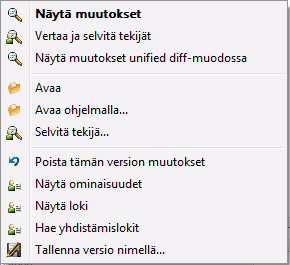 Näytä muutokset
Vertaa ja selvitä tekijät
Näytä muutokset unified diff-muodossa
Avaa
Avaa ohjelmalla...
Selvitä tekijä...
Poista tämän version muutokset
Näytä ominaisuudet
Näytä loki
Hae yhdistämislokit
Tallenna versio nimellä...